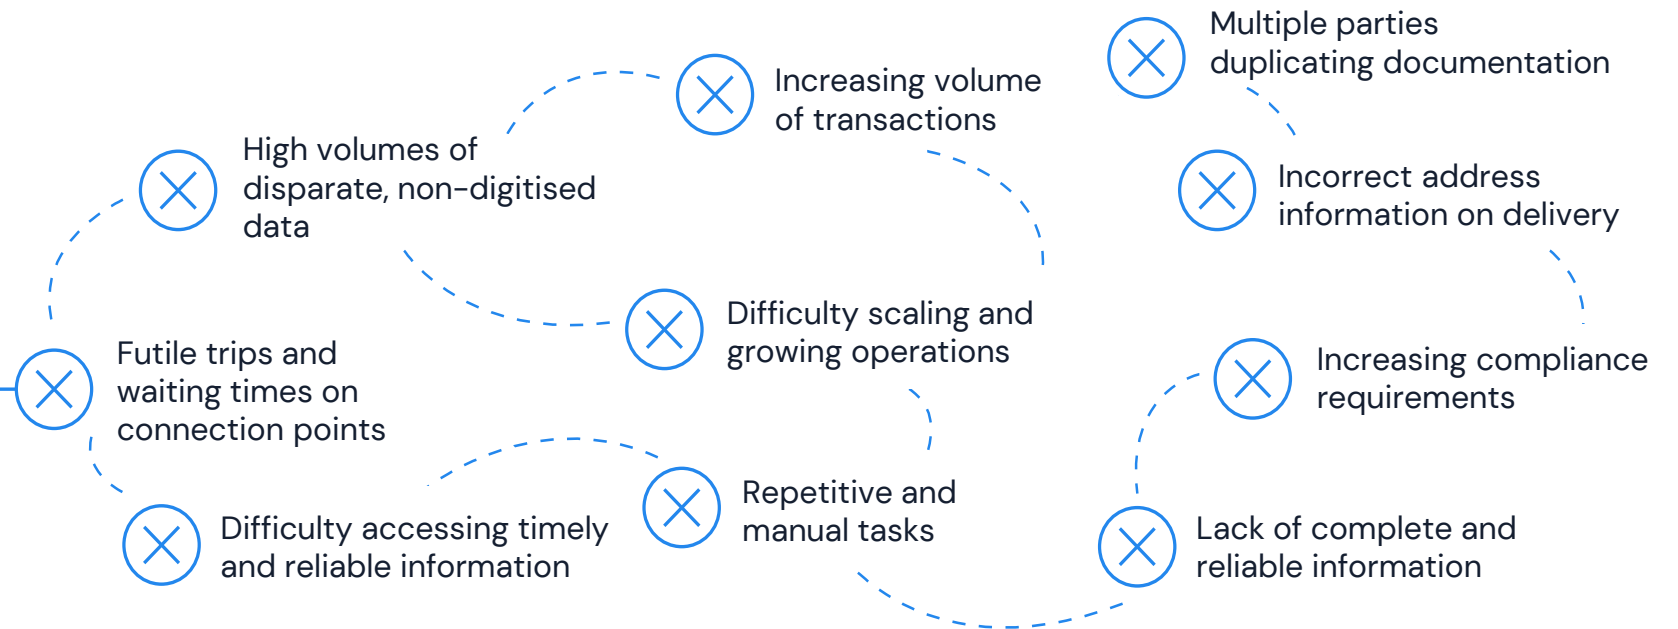 Multiple parties
duplicating documentation
Increasing volume
of transactions
High volumes of
disparate, non-digitised
data
Incorrect address
information on delivery
Difficulty scaling and
growing operations
Futile trips and
waiting times on
connection points
Increasing compliance
requirements
Repetitive and
manual tasks
Difficulty accessing timely
and reliable information
Lack of complete and
reliable information